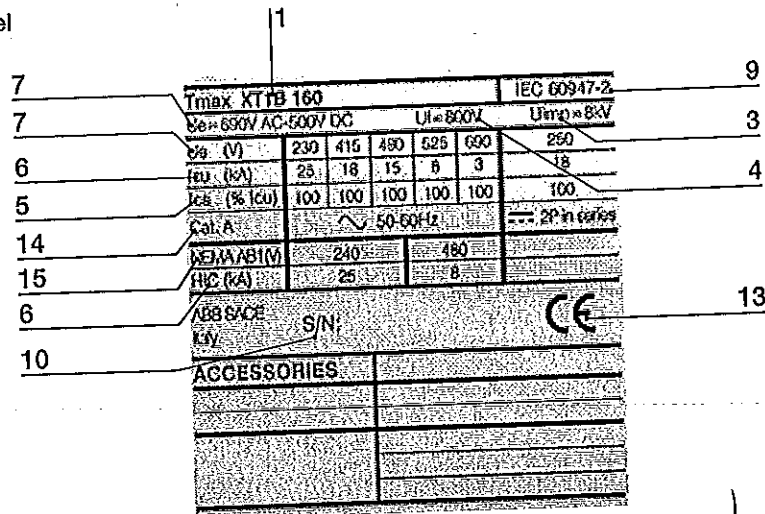 el
1
Tmax XT1B 160 IEC 60947-2
9
7
Ue=690V AC-500V DC Ui=800V Uimp=8kV
7
3
Ue (V) 230 415 480 525 690 250
6
Icu (kA) 25 18 15 8 3 18
4
5
Ics (% Icu) 100 100 100 100 100 100
14
Cat. A 50-60Hz 2P in series
15
NEMA AB1(V) 240 480
6
HIC (kA) 25 8
ABB SACE
Italy
S/N:
CE
13
10
ACCESSORIES